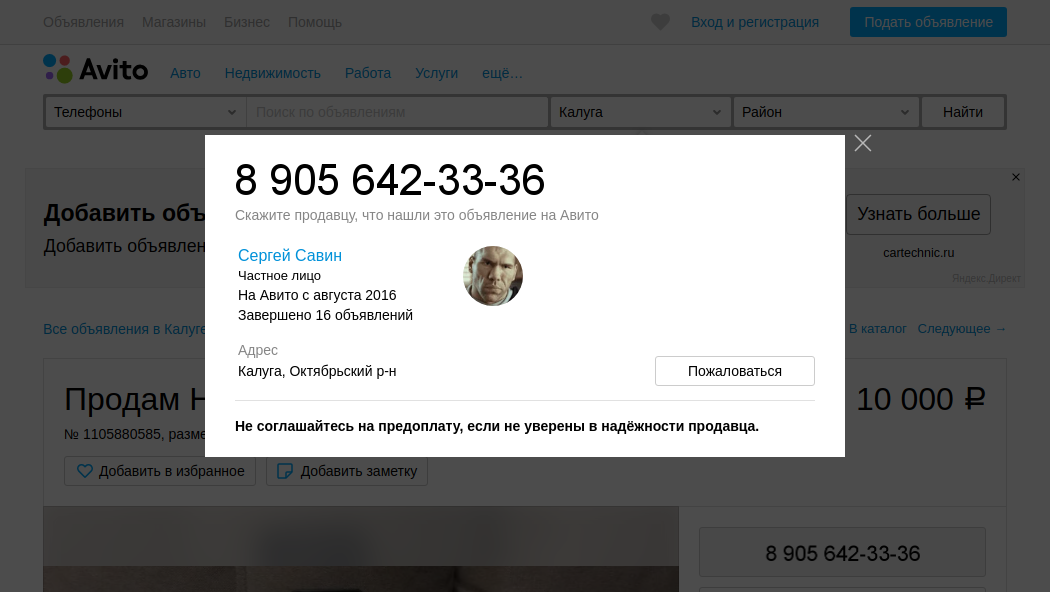 Объявления Магазины Бизнес Помощь Вход и регистрация Подать объявление
Avito Авто Недвижимость Работа Услуги ещё…
Телефоны Поиск по объявлениям Калуга Район Найти
8 905 642-33-36
Скажите продавцу, что нашли это объявление на Авито
Добавить объ
Добавить объявлен
Узнать больше
cartechnic.ru
Яндекс.Директ
Сергей Савин
Частное лицо
На Авито с августа 2016
Завершено 16 объявлений
Все объявления в Калуге В каталог Следующее →
Адрес
Калуга, Октябрьский р-н
Пожаловаться
Продам Н 10 000 ₽
Не соглашайтесь на предоплату, если не уверены в надёжности продавца.
№ 1105880585, разме
Добавить в избранное Добавить заметку
8 905 642-33-36